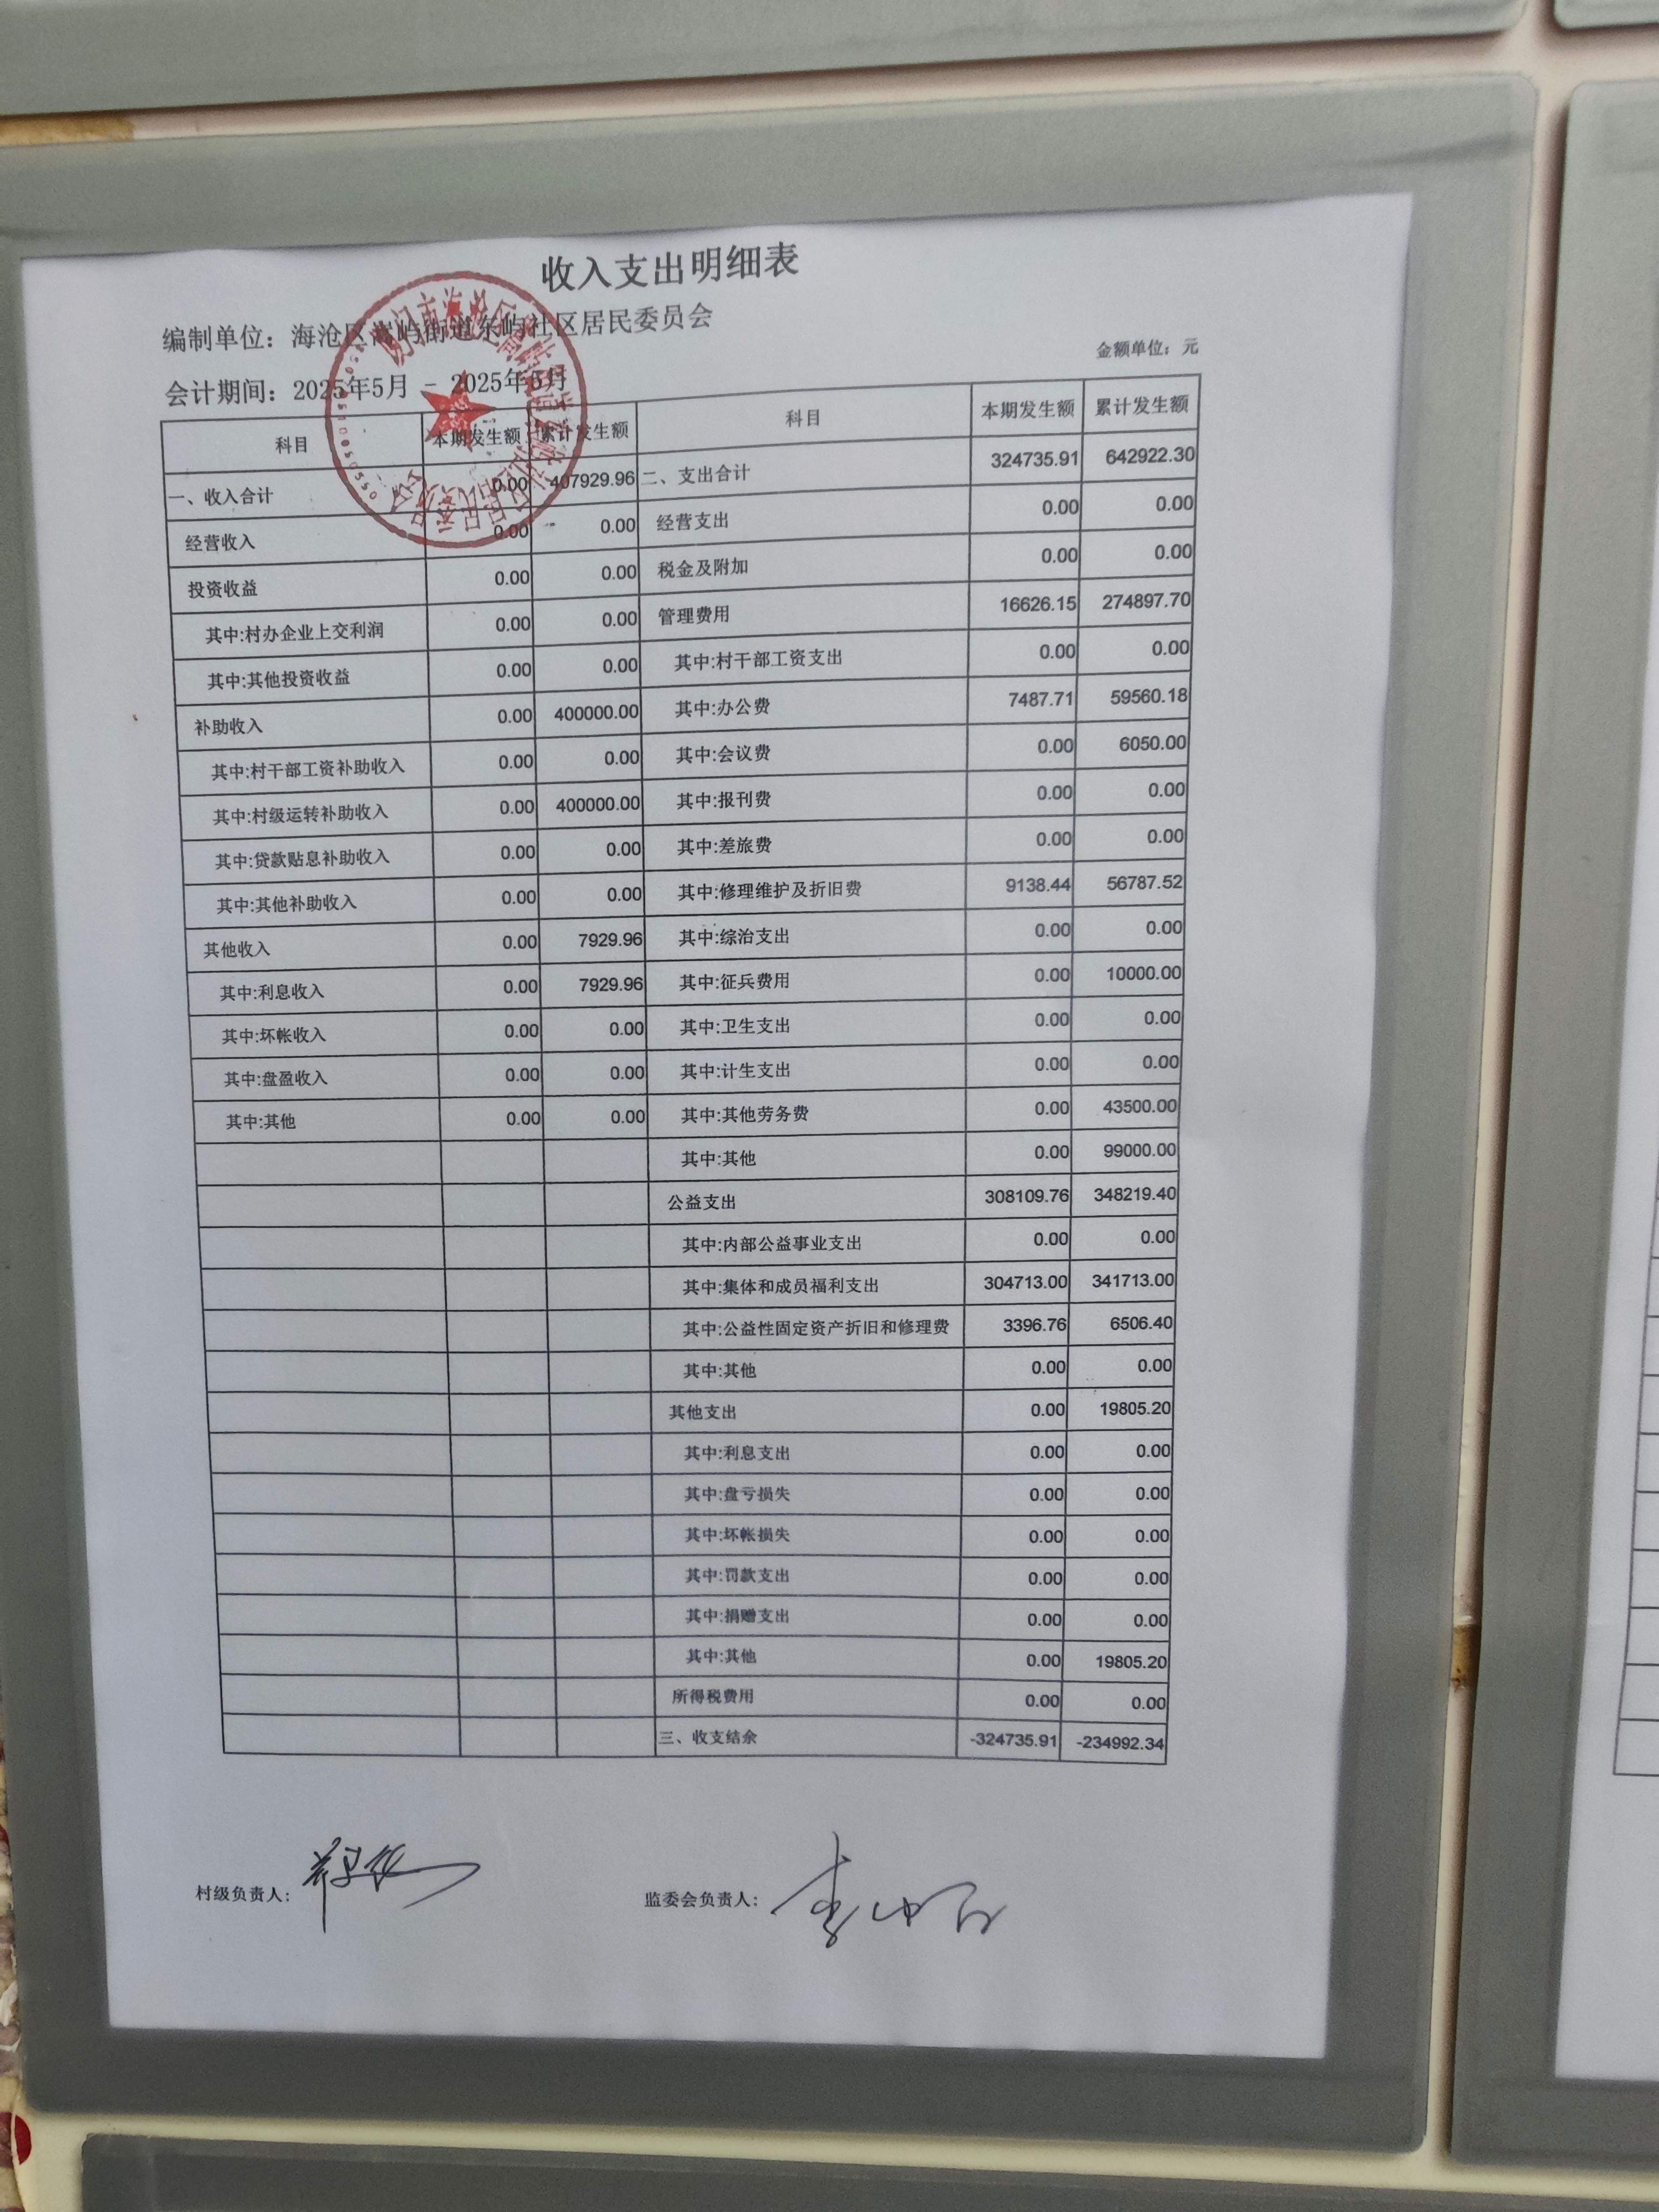 收入支出明细表
编制单位：海沧区嵩屿街道东屿社区居民委员会
金额单位：元
会计期间：2025年5月 - 2025年5月
科目 本期发生额 累计发生额 科目 本期发生额 累计发生额
一、收入合计 0.00 407929.96 二、支出合计 324735.91 642922.30
经营收入 0.00 0.00 经营支出 0.00 0.00
投资收益 0.00 0.00 税金及附加 0.00 0.00
其中:村办企业上交利润 0.00 0.00 管理费用 16626.15 274897.70
其中:其他投资收益 0.00 0.00 其中:村干部工资支出 0.00 0.00
补助收入 0.00 400000.00 其中:办公费 7487.71 59560.18
其中:村干部工资补助收入 0.00 0.00 其中:会议费 0.00 6050.00
其中:村级运转补助收入 0.00 400000.00 其中:报刊费 0.00 0.00
其中:贷款贴息补助收入 0.00 0.00 其中:差旅费 0.00 0.00
其中:其他补助收入 0.00 0.00 其中:修理维护及折旧费 9138.44 56787.52
其他收入 0.00 7929.96 其中:综治支出 0.00 0.00
其中:利息收入 0.00 7929.96 其中:征兵费用 0.00 10000.00
其中:坏帐收入 0.00 0.00 其中:卫生支出 0.00 0.00
其中:盘盈收入 0.00 0.00 其中:计生支出 0.00 0.00
其中:其他 0.00 0.00 其中:其他劳务费 0.00 43500.00
其中:其他 0.00 99000.00
公益支出 308109.76 348219.40
其中:内部公益事业支出 0.00 0.00
其中:集体和成员福利支出 304713.00 341713.00
其中:公益性固定资产折旧和修理费 3396.76 6506.40
其中:其他 0.00 0.00
其他支出 0.00 19805.20
其中:利息支出 0.00 0.00
其中:盘亏损失 0.00 0.00
其中:坏帐损失 0.00 0.00
其中:罚款支出 0.00 0.00
其中:捐赠支出 0.00 0.00
其中:其他 0.00 19805.20
所得税费用 0.00 0.00
三、收支结余 -324735.91 -234992.34
村级负责人：
监委会负责人：